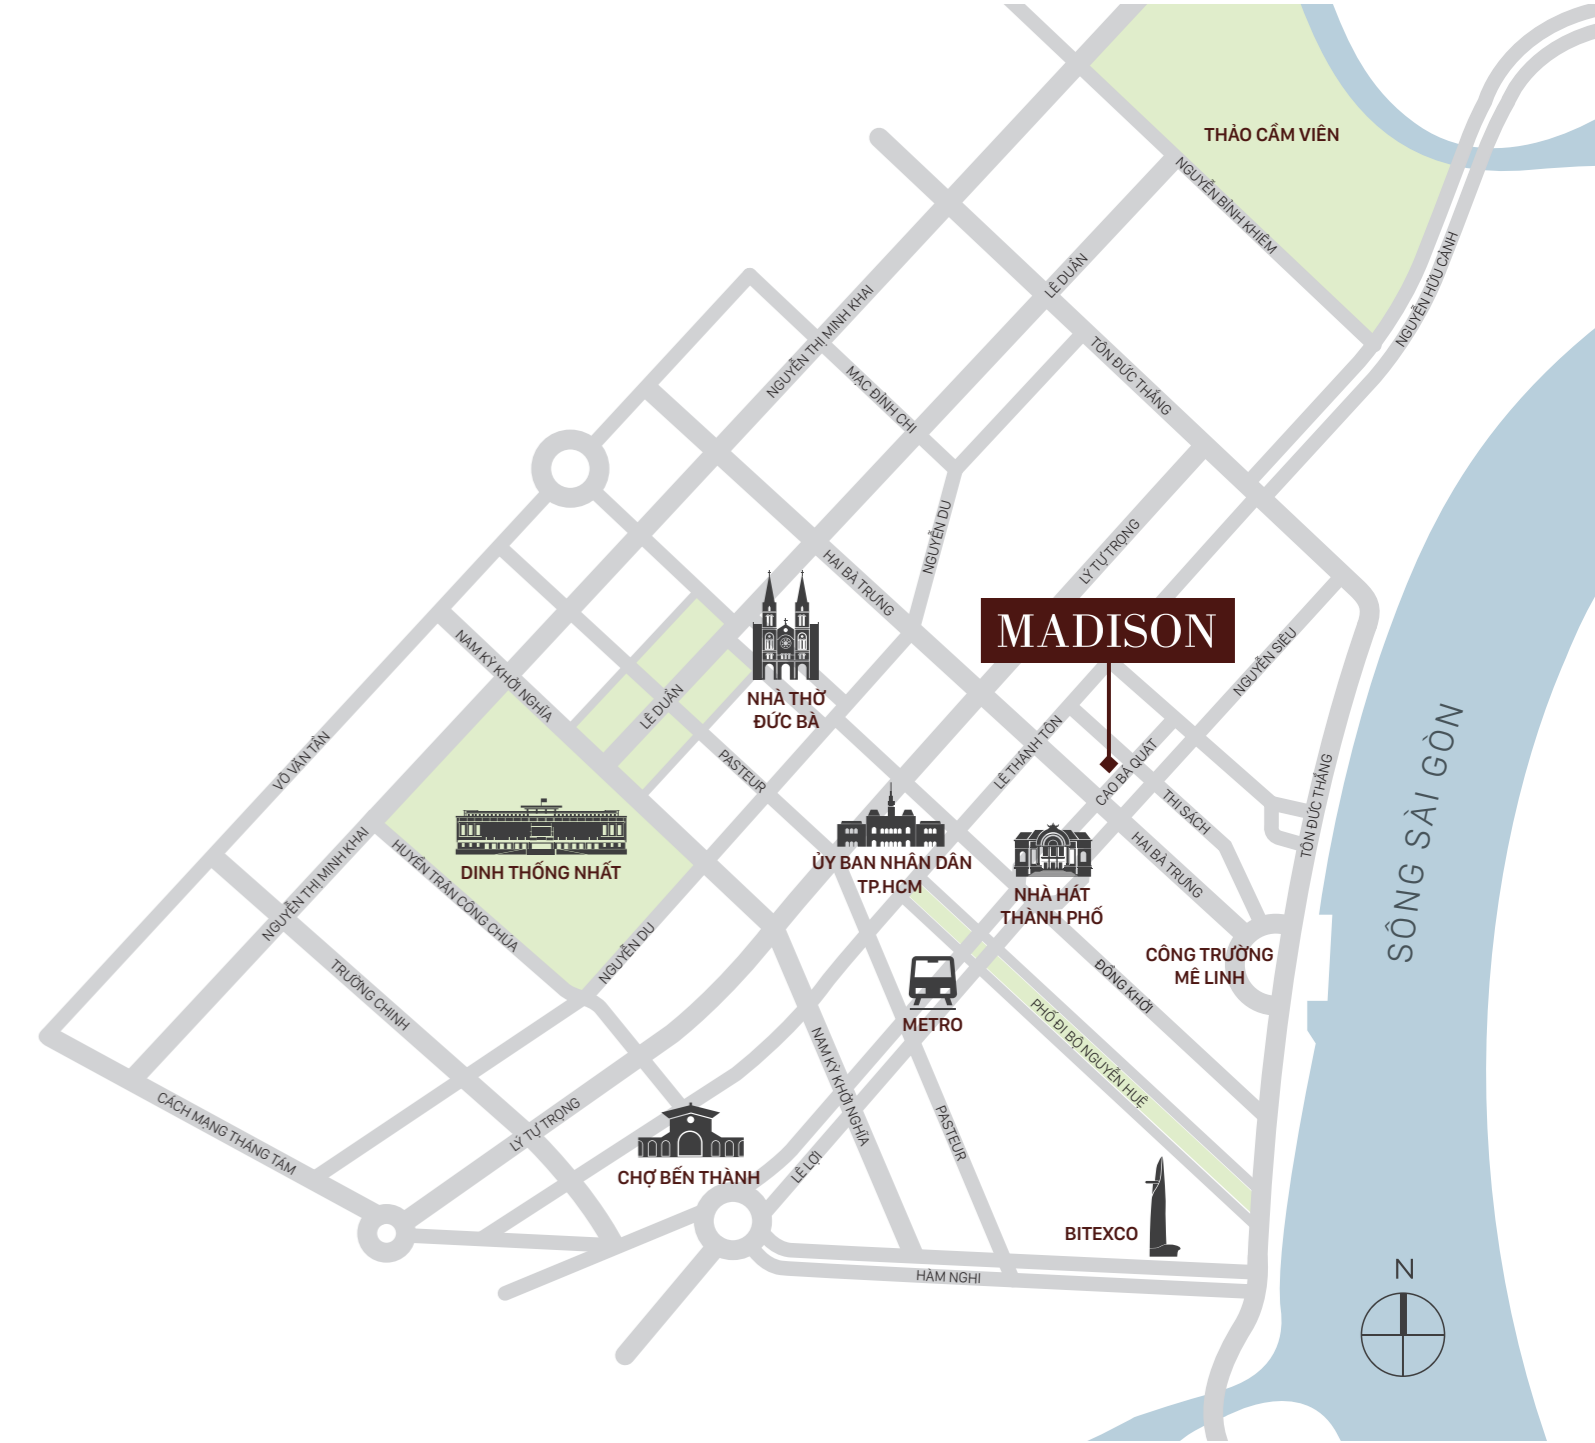 THẢO CẦM VIÊN
NGUYỄN BỈNH KHIÊM
NGUYỄN HỮU CẢNH
LÊ DUẨN
NGUYỄN THỊ MINH KHAI
MẠC ĐĨNH CHI
TÔN ĐỨC THẮNG
NGUYỄN DU
LÝ TỰ TRỌNG
HAI BÀ TRƯNG
MADISON
NGUYỄN SIÊU
NAM KỲ KHỞI NGHĨA
LÊ DUẨN
NHÀ THỜ
ĐỨC BÀ
VÕ VĂN TẦN
PASTEUR
LÊ THÁNH TÔN
CAO BÁ QUÁT
THI SÁCH
TÔN ĐỨC THẮNG
SÔNG SÀI GÒN
DINH THỐNG NHẤT
ỦY BAN NHÂN DÂN
TP.HCM
NHÀ HÁT
THÀNH PHỐ
HAI BÀ TRƯNG
NGUYỄN THỊ MINH KHAI
HUYỀN TRÂN CÔNG CHÚA
NGUYỄN DU
CÔNG TRƯỜNG
MÊ LINH
TRƯỜNG CHINH
METRO
ĐỒNG KHỞI
PHỐ ĐI BỘ NGUYỄN HUỆ
NAM KỲ KHỞI NGHĨA
PASTEUR
CÁCH MẠNG THÁNG TÁM
LÝ TỰ TRỌNG
CHỢ BẾN THÀNH
LÊ LỢI
BITEXCO
HÀM NGHI
N